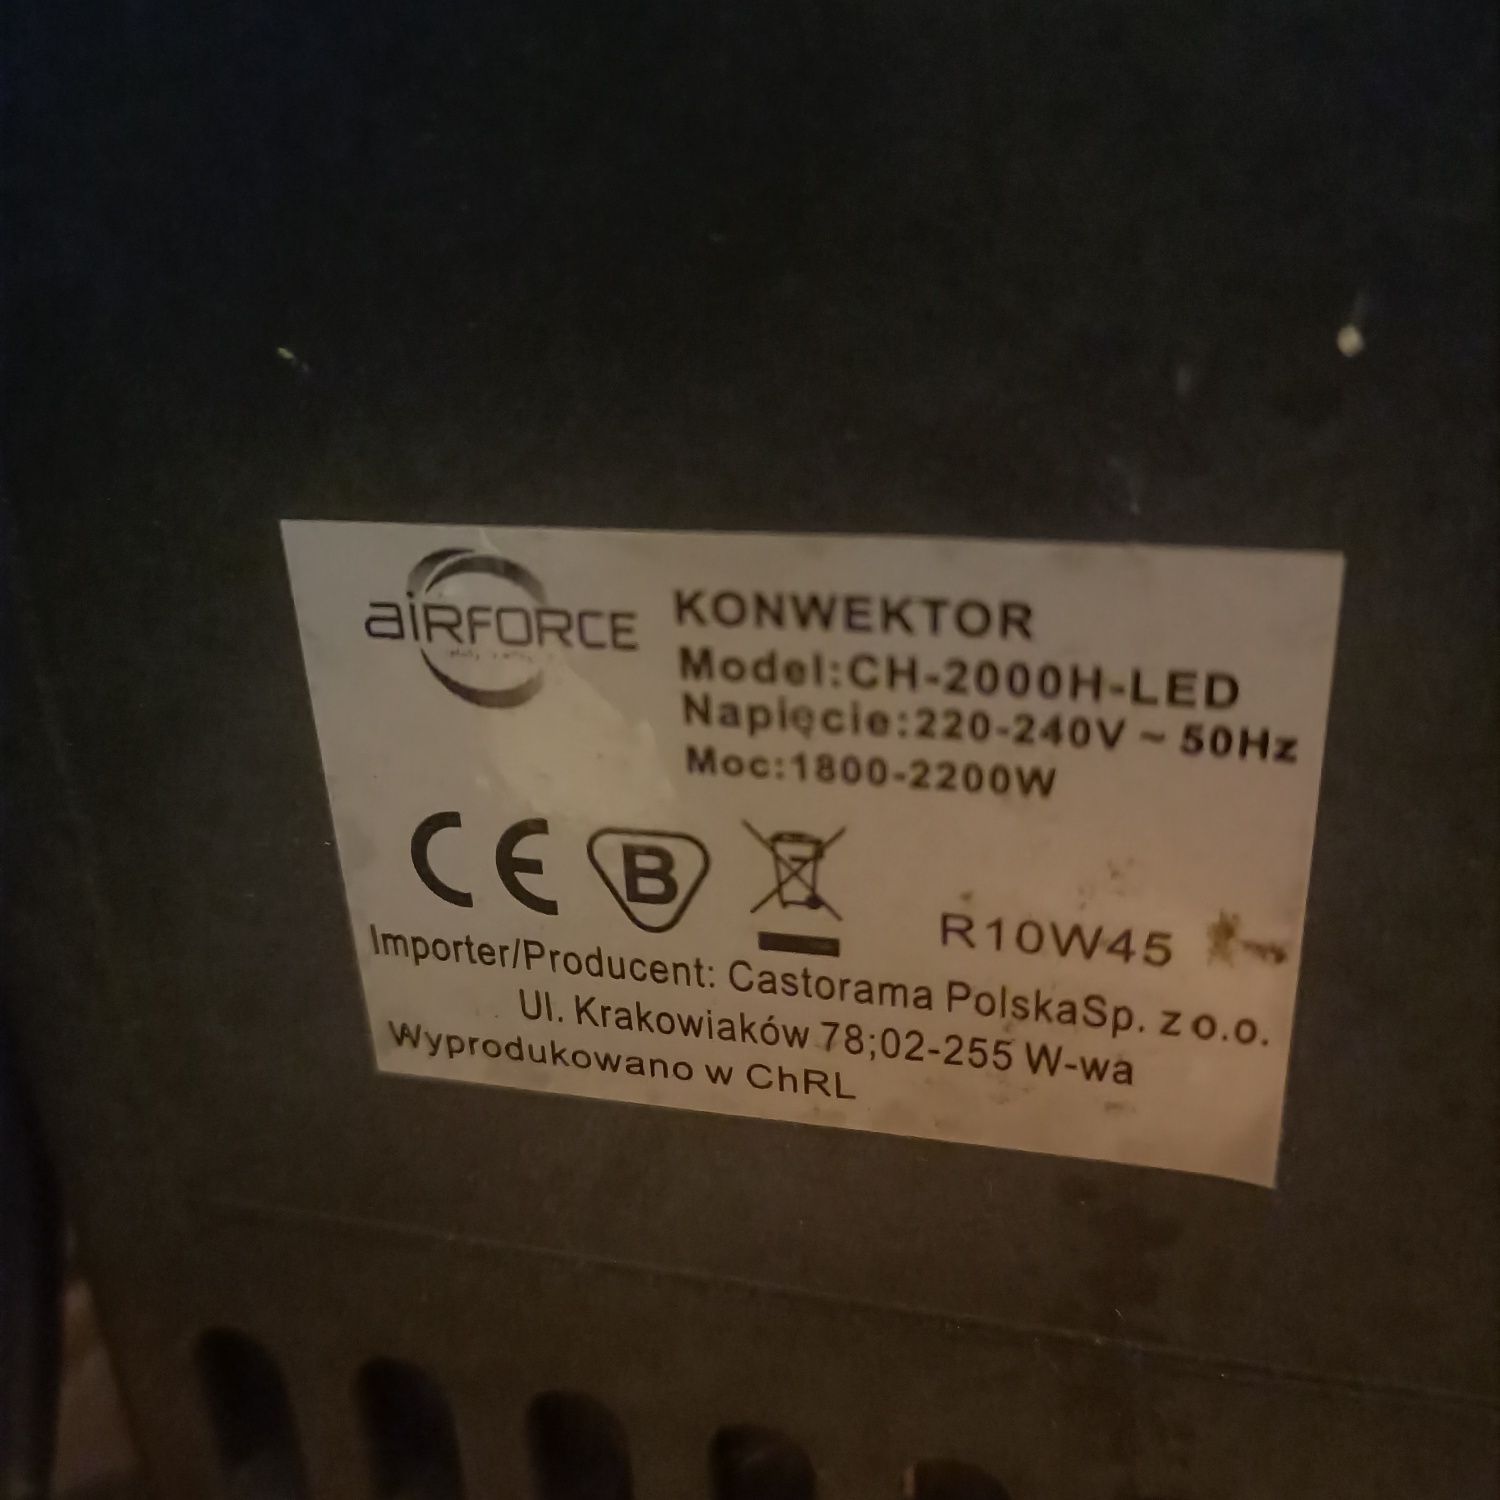 aiRFORCE
KONWEKTOR
Model:CH-2000H-LED
Napięcie:220-240V ~ 50Hz
Moc:1800-2200W
CE B
R10W45
Importer/Producent: Castorama PolskaSp. z o.o.
Ul. Krakowiaków 78;02-255 W-wa
Wyprodukowano w ChRL